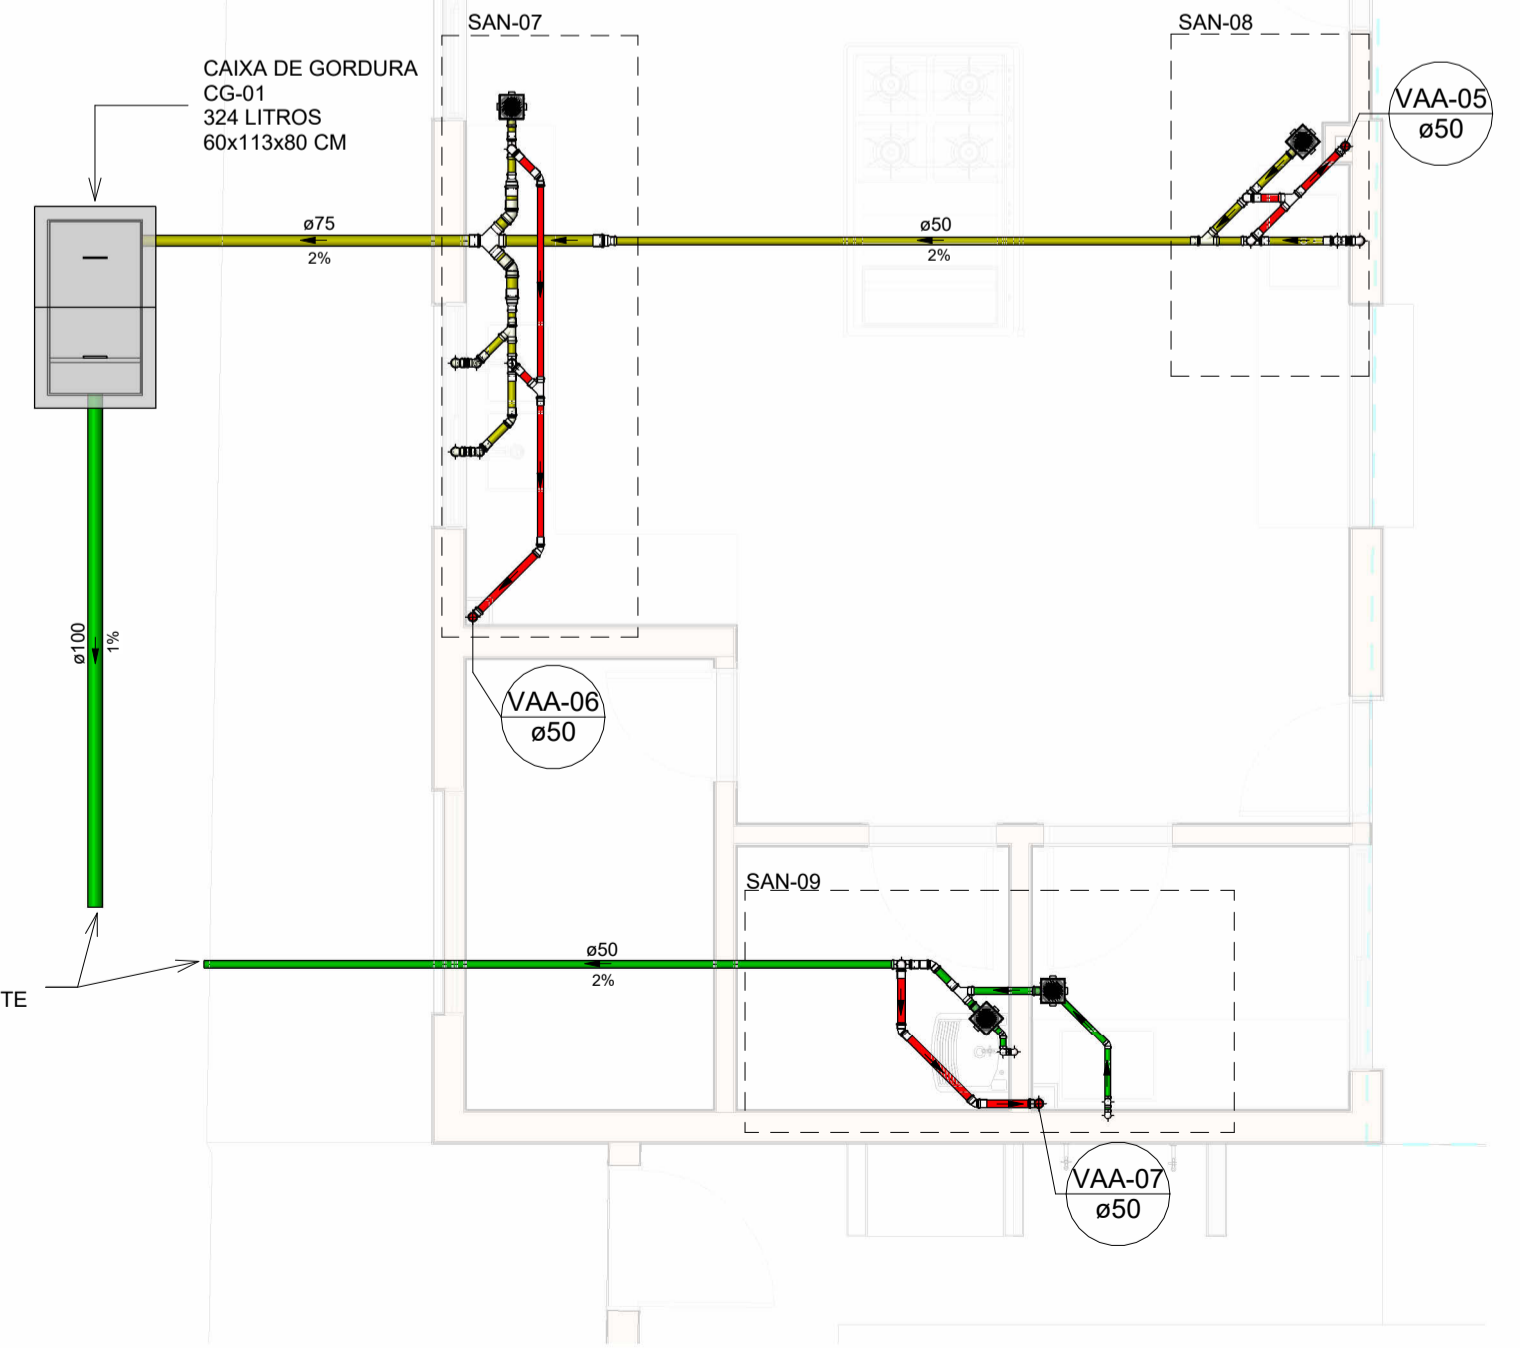 SAN-07
SAN-08
CAIXA DE GORDURA
CG-01
324 LITROS
60x113x80 CM
VAA-05
ø50
ø75
2%
ø50
2%
ø100
1%
VAA-06
ø50
SAN-09
ø50
2%
TE
VAA-07
ø50